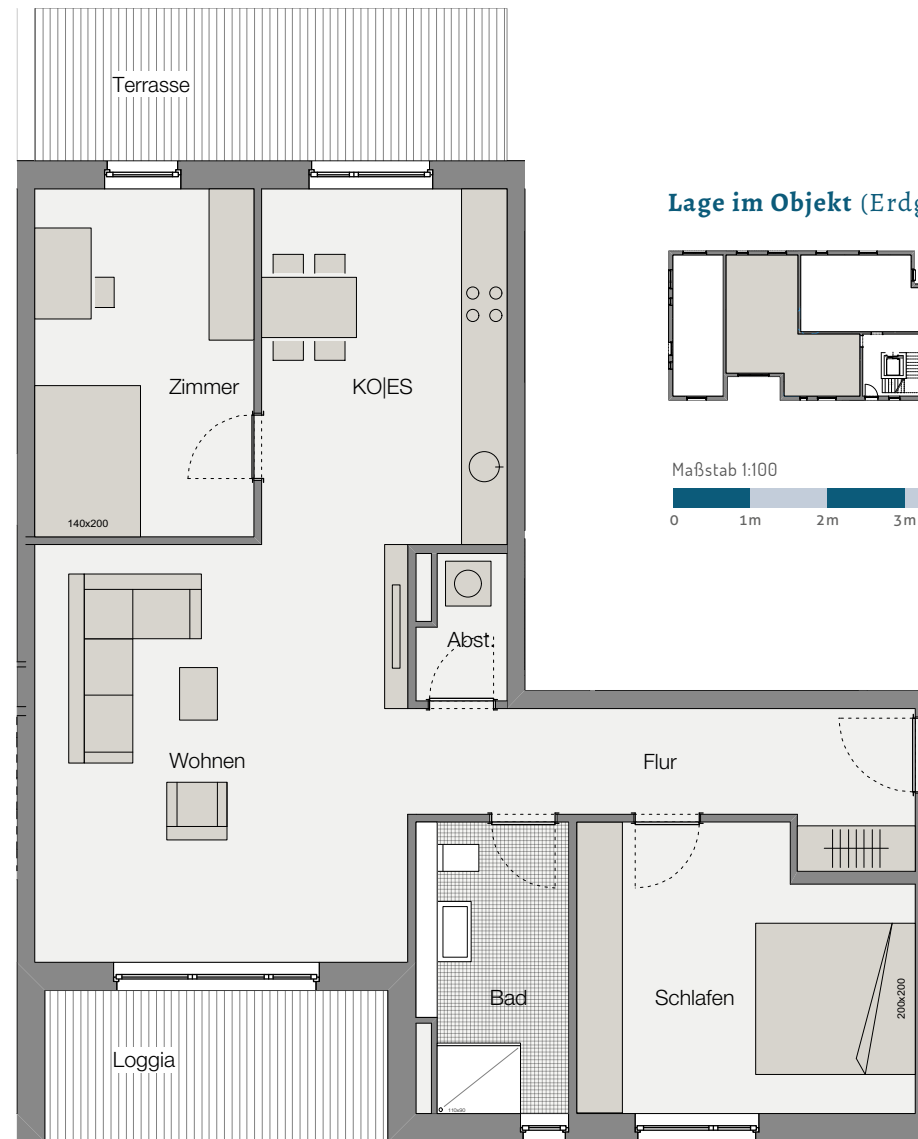 Terrasse
Lage im Objekt (Erdg
Zimmer
KO|ES
140x200
Maßstab 1:100
0 1m 2m 3m
Abst.
Wohnen
Flur
Bad
Schlafen
200x200
Loggia
110x90